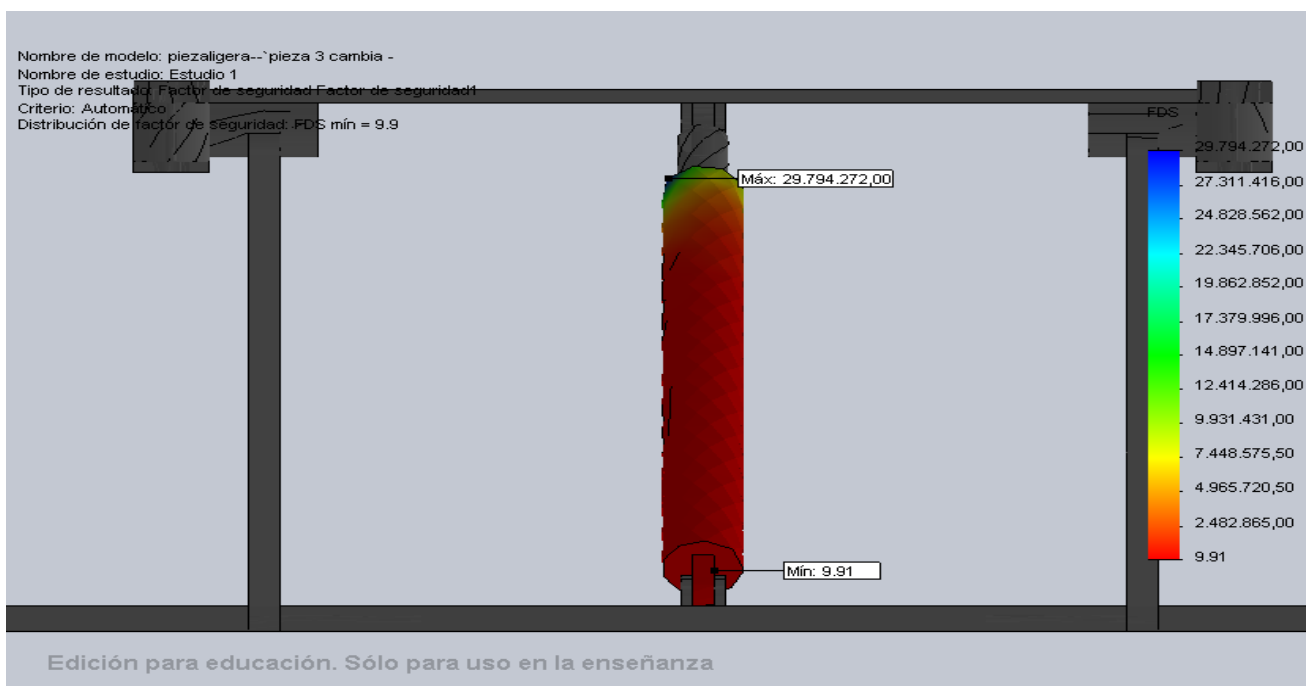 Nombre de modelo: piezaligera--`pieza 3 cambia -
Nombre de estudio: Estudio 1
Tipo de resultado: Factor de seguridad Factor de seguridad1
Criterio: Automático
Distribución de factor de seguridad: FDS mín = 9.9
FDS
29.794.272,00
27.311.416,00
24.828.562,00
22.345.706,00
19.862.852,00
17.379.996,00
14.897.141,00
12.414.286,00
9.931.431,00
7.448.575,50
4.965.720,50
2.482.865,00
9.91
Máx: 29.794.272,00
Mín: 9.91
Edición para educación. Sólo para uso en la enseñanza